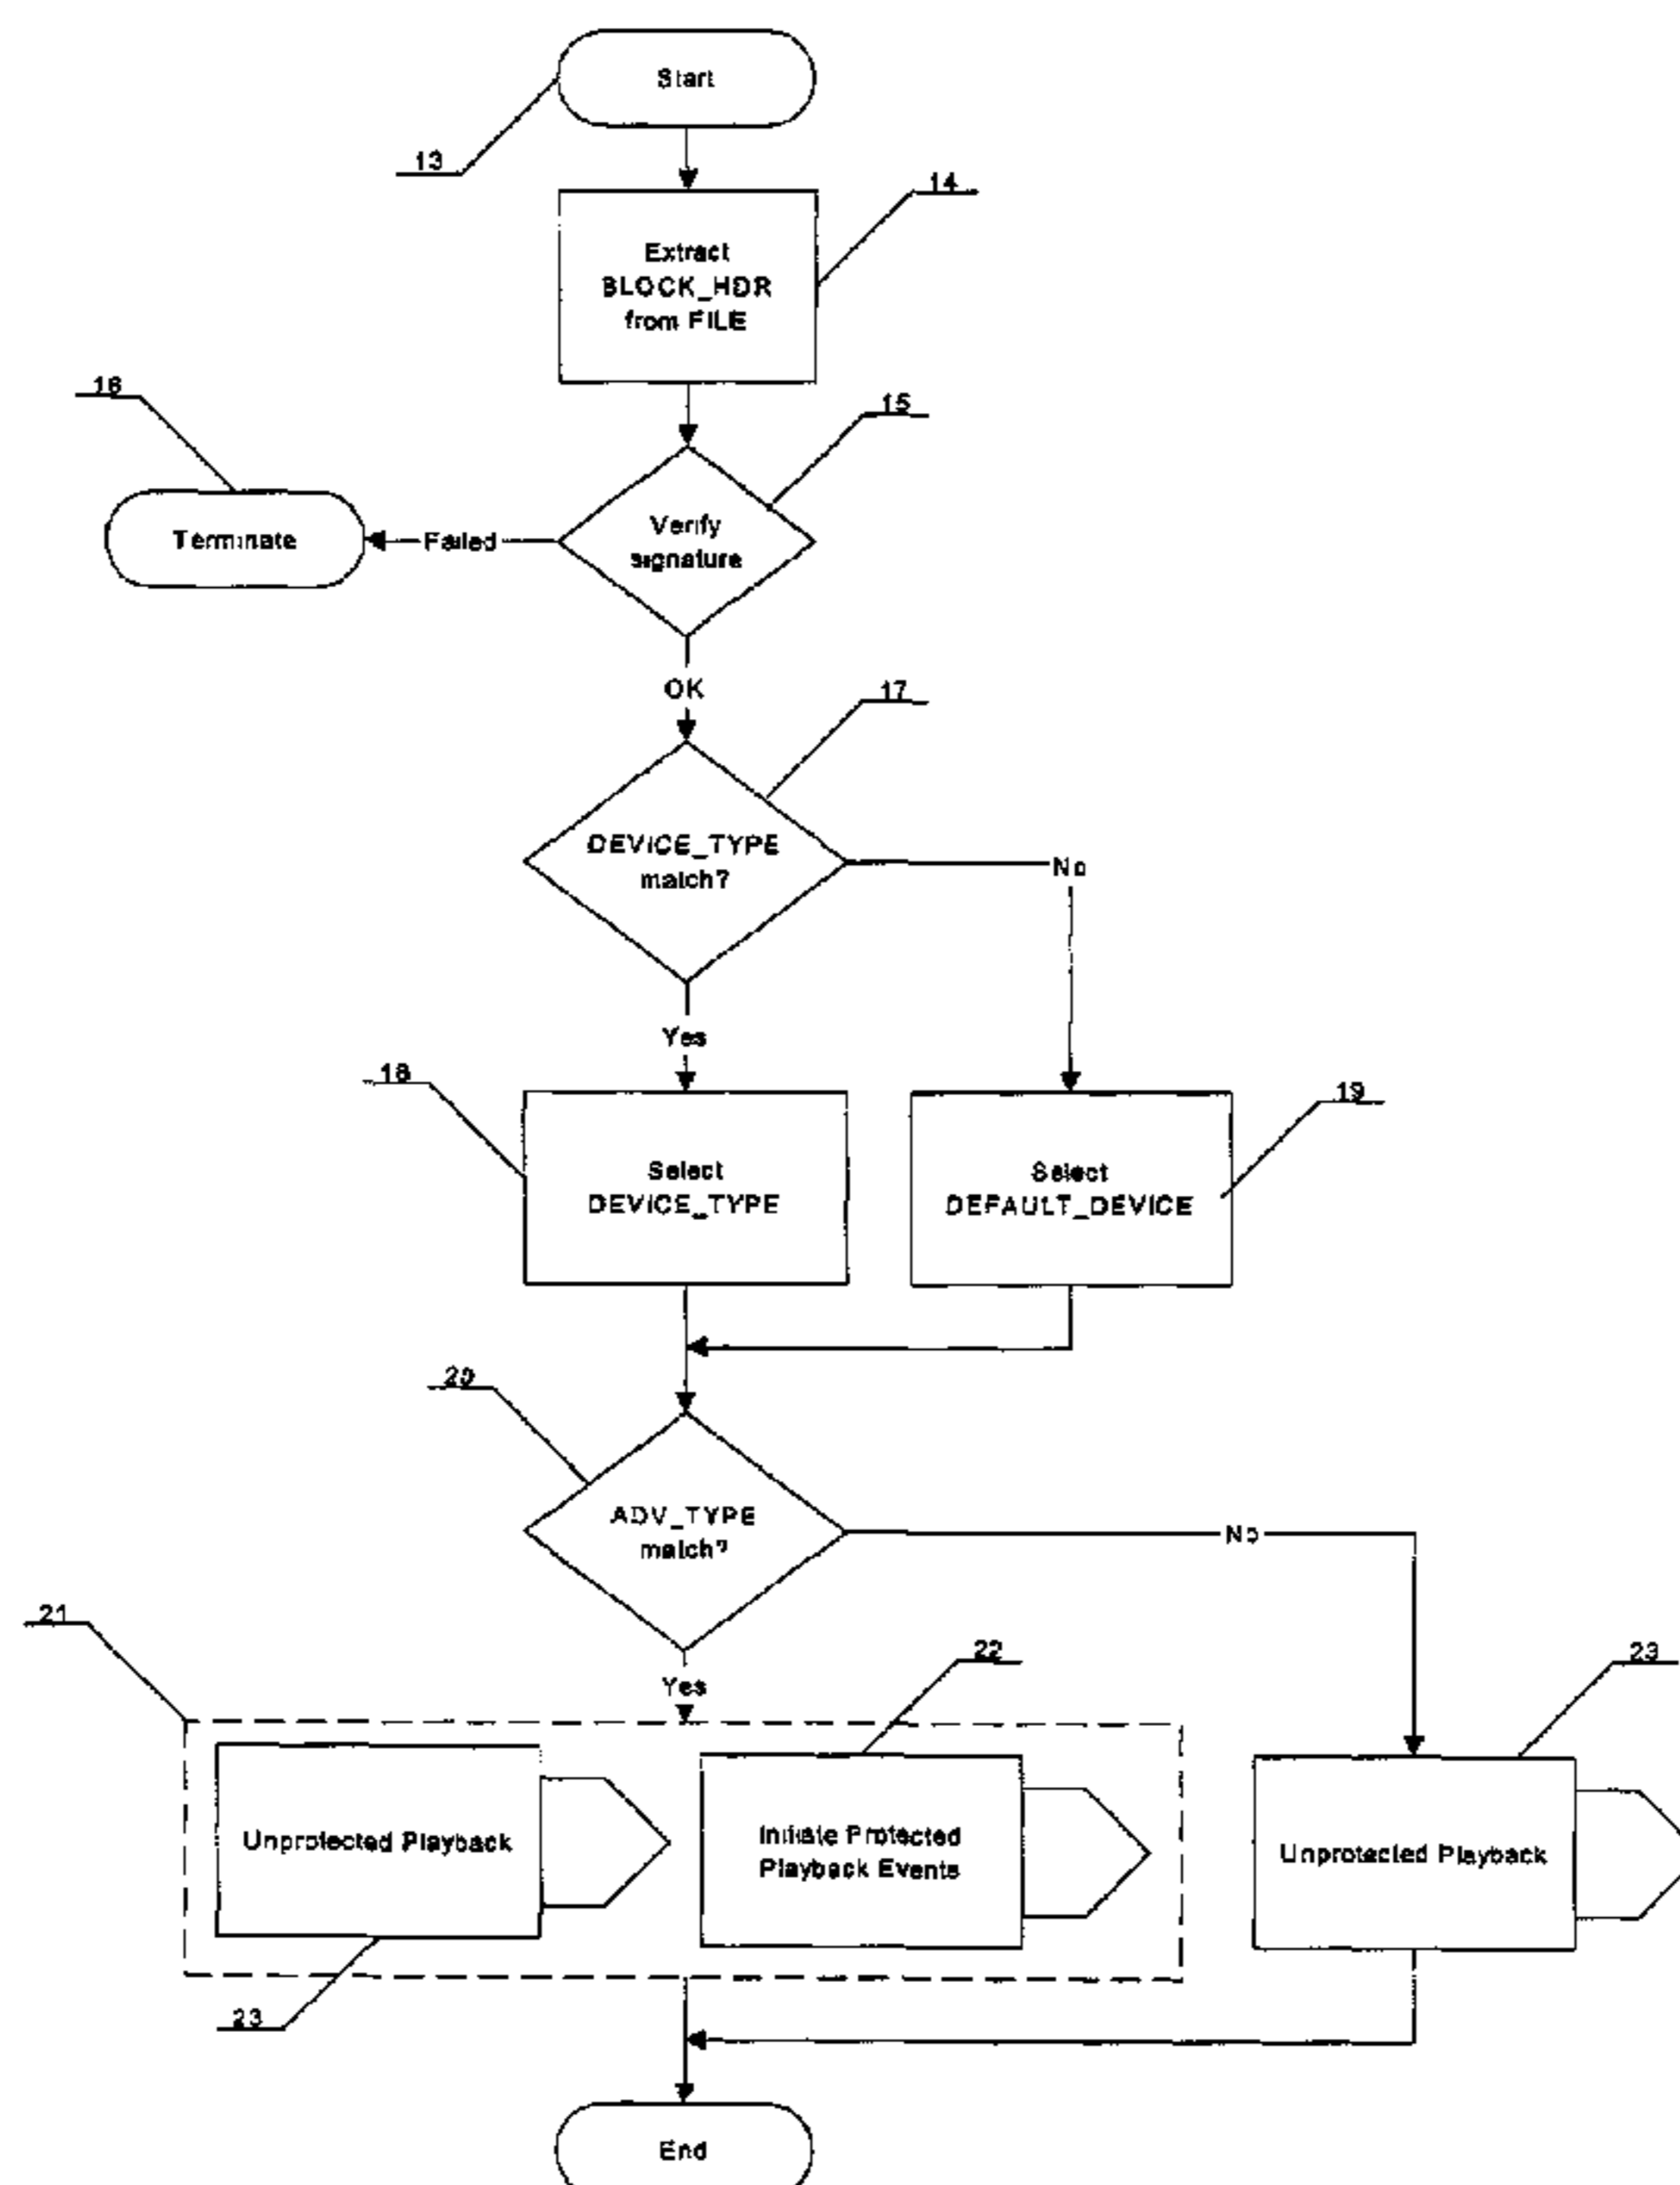 Start
13
14
Extract
BLOCK_HDR
from FILE
16
15
Terminate
Failed
Verify
signature
OK
17
DEVICE_TYPE
match?
No
Yes
18
19
Select
DEVICE_TYPE
Select
DEFAULT_DEVICE
20
ADV_TYPE
match?
No
21
22
23
Yes
Unprotected Playback
Initiate Protected
Playback Events
Unprotected Playback
23
End